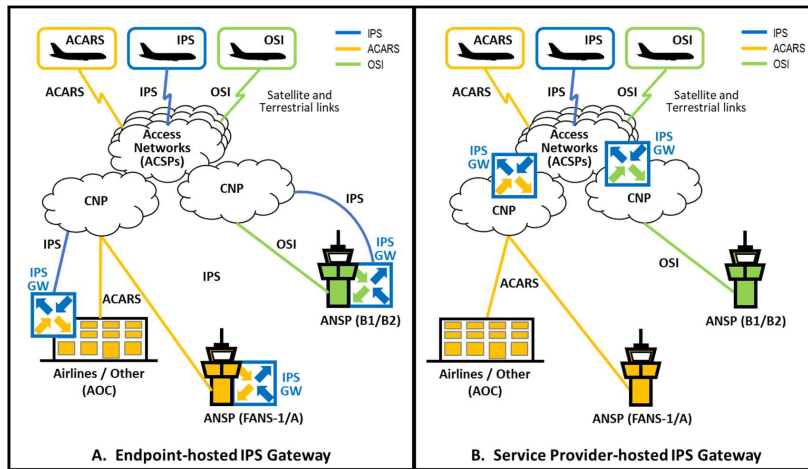 ACARS
IPS
OSI
IPS
ACARS
OSI
ACARS
IPS
OSI
Satellite and
Terrestrial links
Access
Networks
(ACSPs)
CNP
CNP
IPS
IPS
OSI
IPS
GW
IPS
GW
IPS
ACARS
ANSP (B1/B2)
Airlines / Other
(AOC)
IPS
GW
ANSP (FANS-1/A)
A. Endpoint-hosted IPS Gateway
ACARS
IPS
OSI
IPS
ACARS
OSI
ACARS
IPS
OSI
Satellite and
Terrestrial links
Access
Networks
(ACSPs)
IPS
GW
IPS
GW
CNP
CNP
OSI
ACARS
ANSP (B1/B2)
Airlines / Other
(AOC)
ANSP (FANS-1/A)
B. Service Provider-hosted IPS Gateway